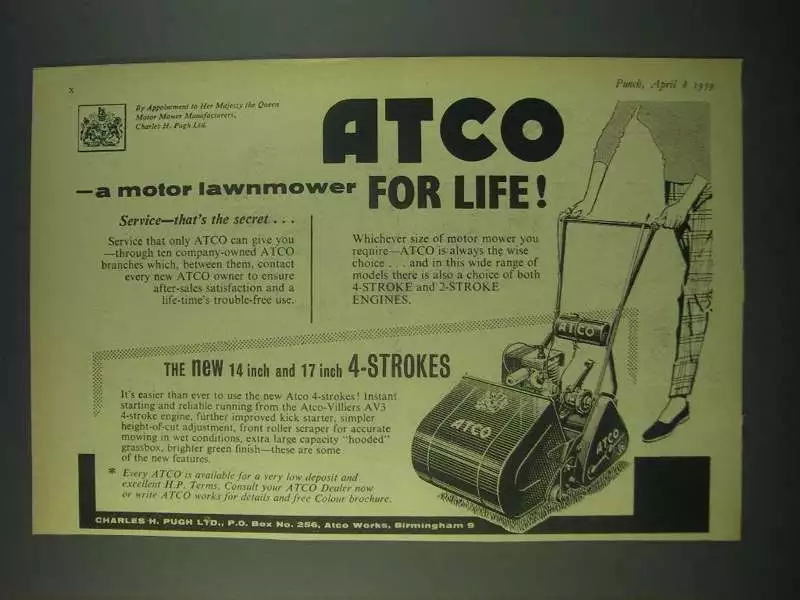 x
Punch, April 8 1959
By Appointment to Her Majesty the Queen
Motor Mower Manufacturers,
Charles H. Pugh Ltd.
ATCO
—a motor lawnmower FOR LIFE!
Service—that's the secret . . .
Service that only ATCO can give you
—through ten company-owned ATCO
branches which, between them, contact
every new ATCO owner to ensure
after-sales satisfaction and a
life-time's trouble-free use.
Whichever size of motor mower you
require—ATCO is always the wise
choice . . . and in this wide range of
models there is also a choice of both
4-STROKE and 2-STROKE
ENGINES.
ATCO
THE new 14 inch and 17 inch 4-STROKES
It's easier than ever to use the new Atco 4-strokes! Instant
starting and reliable running from the Atco-Villiers AV3
4-stroke engine, further improved kick starter, simpler
height-of-cut adjustment, front roller scraper for accurate
mowing in wet conditions, extra large capacity "hooded"
grassbox, brighter green finish—these are some
of the new features.
ATCO
ATCO
* Every ATCO is available for a very low deposit and
excellent H.P. Terms. Consult your ATCO Dealer now
or write ATCO works for details and free Colour brochure.
CHARLES H. PUGH LTD., P.O. Box No. 256, Atco Works, Birmingham 9